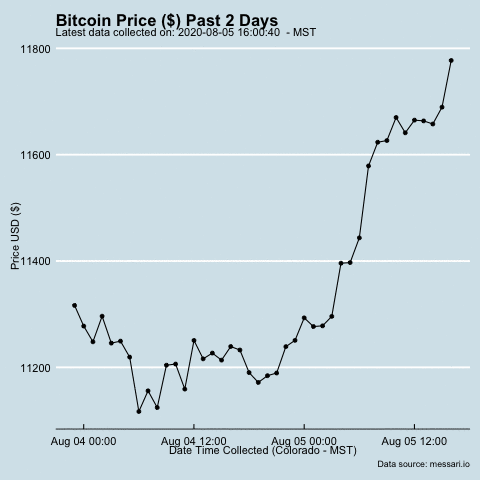 Bitcoin Price ($) Past 2 Days
Latest data collected on: 2020-08-05 16:00:40  - MST
11800
11600
11400
11200
Price USD ($)
Aug 04 00:00 Aug 04 12:00 Aug 05 00:00 Aug 05 12:00
Date Time Collected (Colorado - MST)
Data source: messari.io